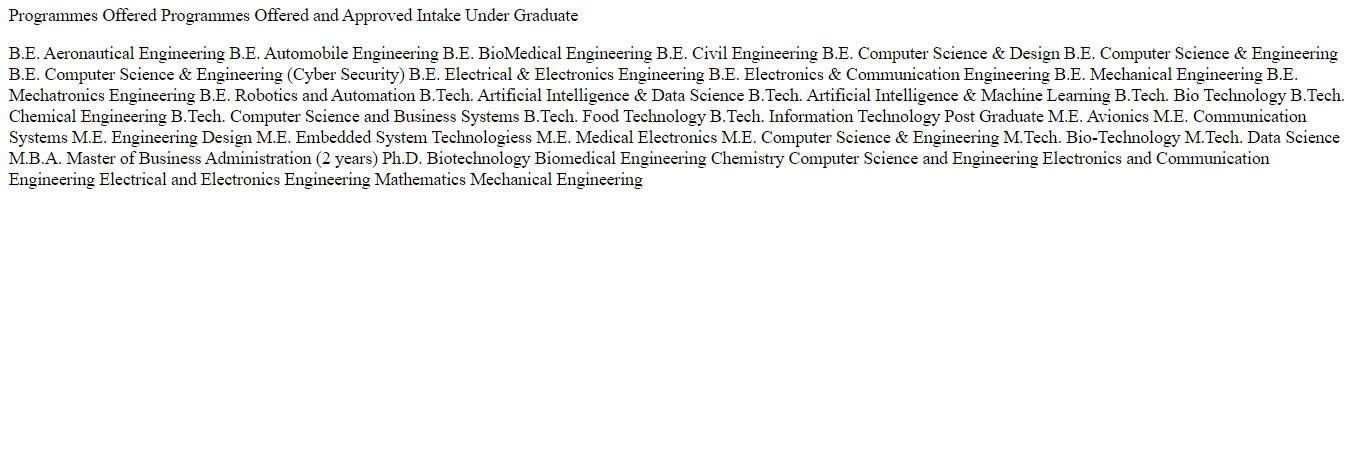 Programmes Offered Programmes Offered and Approved Intake Under Graduate
B.E. Aeronautical Engineering B.E. Automobile Engineering B.E. BioMedical Engineering B.E. Civil Engineering B.E. Computer Science & Design B.E. Computer Science & Engineering
B.E. Computer Science & Engineering (Cyber Security) B.E. Electrical & Electronics Engineering B.E. Electronics & Communication Engineering B.E. Mechanical Engineering B.E.
Mechatronics Engineering B.E. Robotics and Automation B.Tech. Artificial Intelligence & Data Science B.Tech. Artificial Intelligence & Machine Learning B.Tech. Bio Technology B.Tech.
Chemical Engineering B.Tech. Computer Science and Business Systems B.Tech. Food Technology B.Tech. Information Technology Post Graduate M.E. Avionics M.E. Communication
Systems M.E. Engineering Design M.E. Embedded System Technologiess M.E. Medical Electronics M.E. Computer Science & Engineering M.Tech. Bio-Technology M.Tech. Data Science
M.B.A. Master of Business Administration (2 years) Ph.D. Biotechnology Biomedical Engineering Chemistry Computer Science and Engineering Electronics and Communication
Engineering Electrical and Electronics Engineering Mathematics Mechanical Engineering